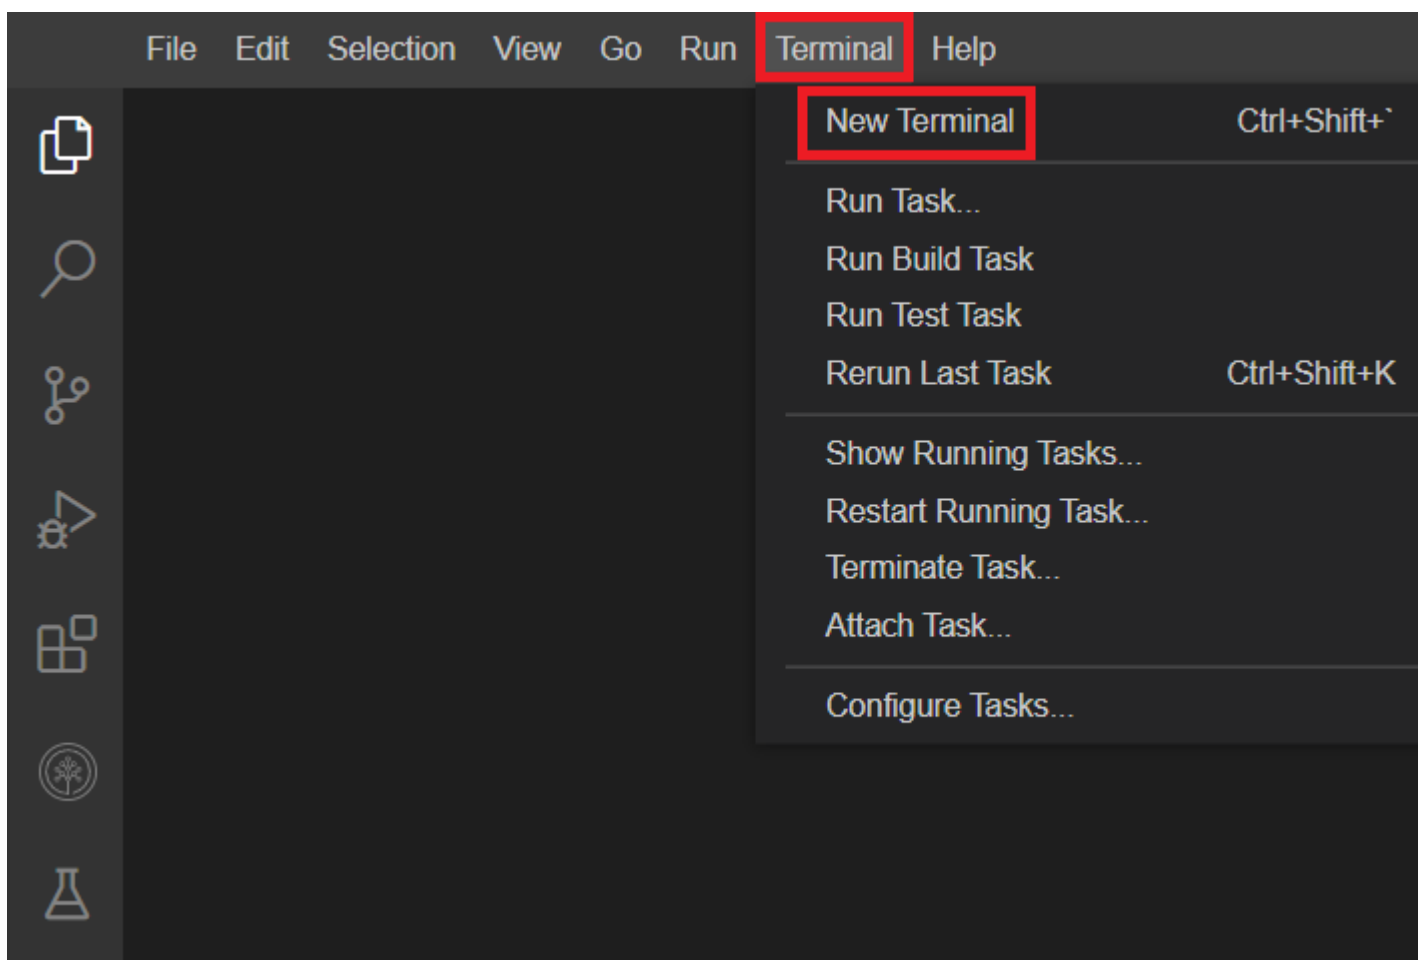 File Edit Selection View Go Run Terminal Help
New Terminal Ctrl+Shift+`
Run Task...
Run Build Task
Run Test Task
Rerun Last Task Ctrl+Shift+K
Show Running Tasks...
Restart Running Task...
Terminate Task...
Attach Task...
Configure Tasks...